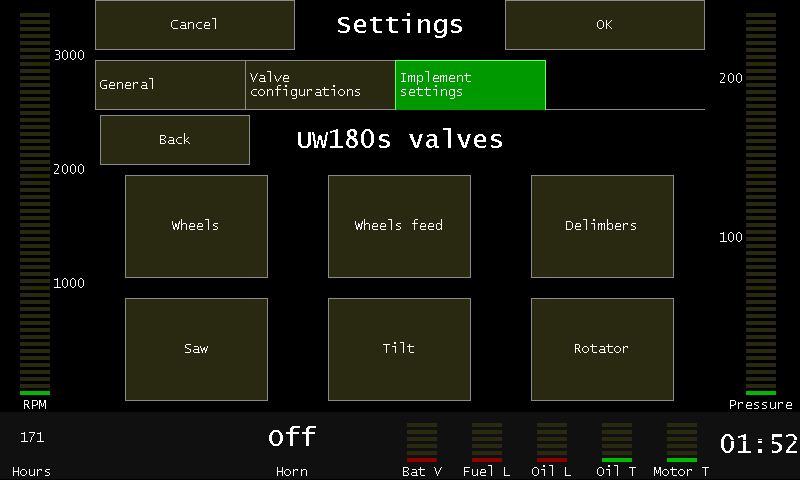 Cancel
Settings
OK
3000
200
General
Valve
configurations
Implement
settings
Back
UW180s valves
2000
Wheels
Wheels feed
Delimbers
100
1000
Saw
Tilt
Rotator
RPM
Pressure
171
Off
01:52
Hours
Horn
Bat V
Fuel L
Oil L
Oil T
Motor T